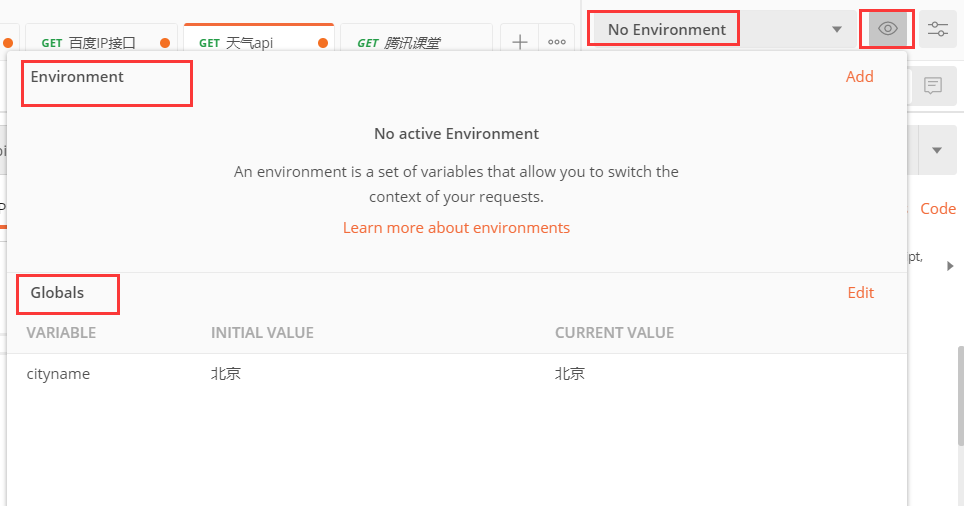 No Environment
GET 百度IP接口
GET 天气api
GET 腾讯课堂
Environment
Add
No active Environment
An environment is a set of variables that allow you to switch the
context of your requests.
Learn more about environments
Code
pt,
Globals
Edit
VARIABLE INITIAL VALUE CURRENT VALUE
cityname 北京 北京